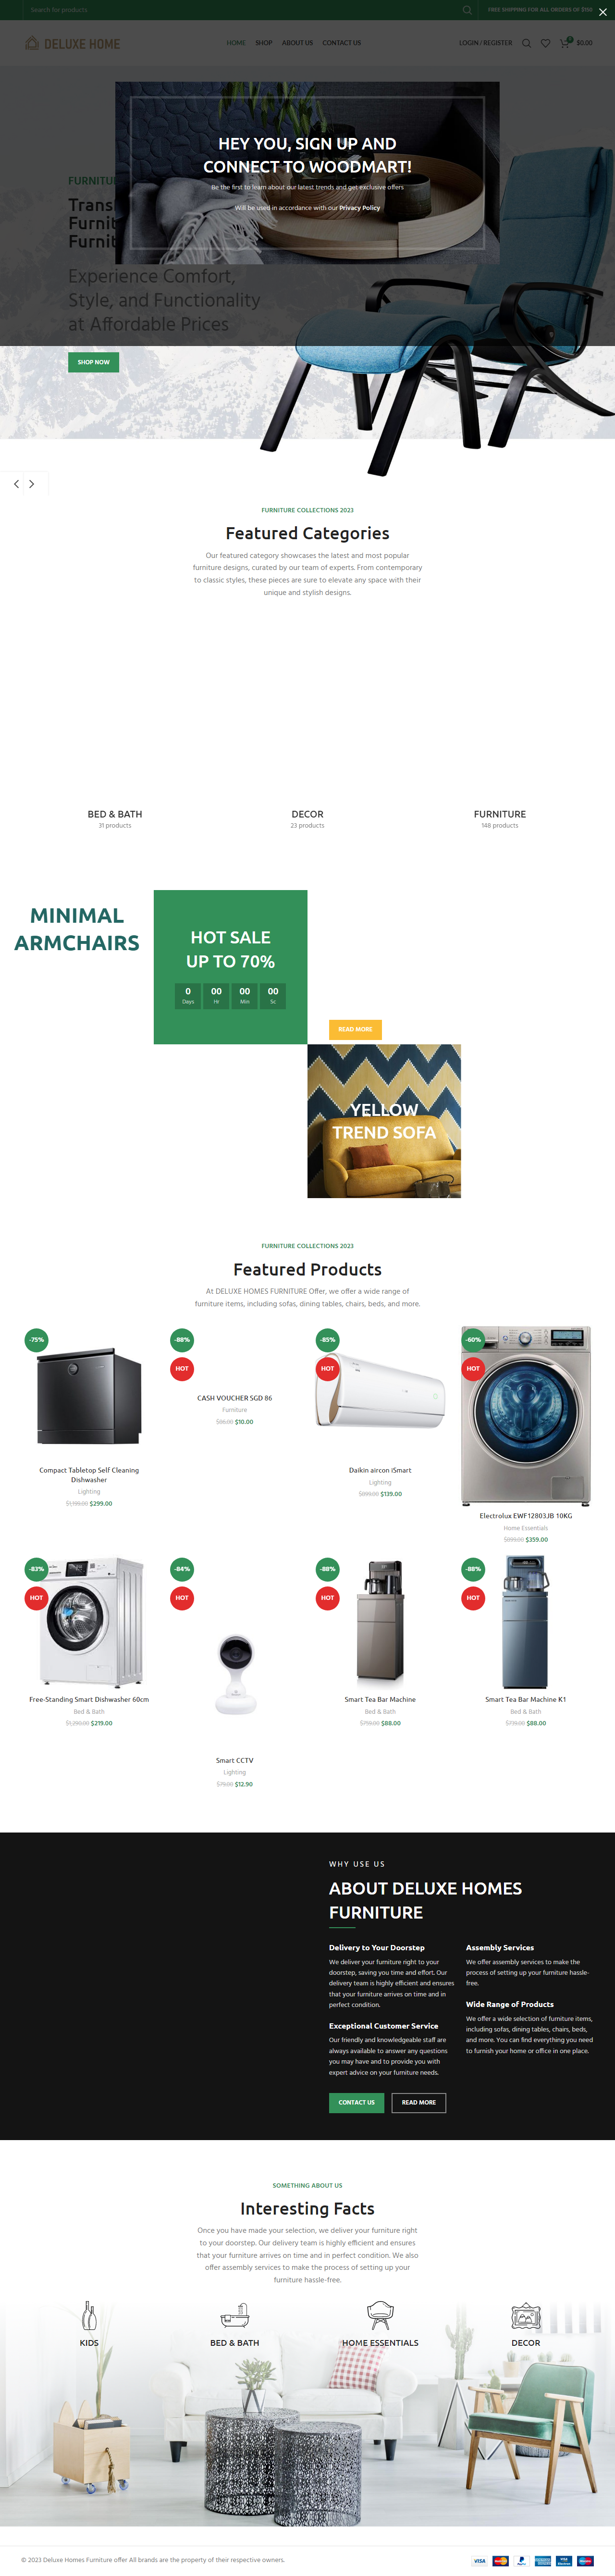 Search for products
FREE SHIPPING FOR ALL ORDERS OF $150
DELUXE HOME
HOME SHOP ABOUT US CONTACT US
LOGIN / REGISTER
$0.00
HEY YOU, SIGN UP AND
CONNECT TO WOODMART!
Be the first to learn about our latest trends and get exclusive offers
Will be used in accordance with our Privacy Policy
Experience Comfort,
Style, and Functionality
at Affordable Prices
SHOP NOW
FURNITURE COLLECTIONS 2023
Featured Categories
Our featured category showcases the latest and most popular
furniture designs, curated by our team of experts. From contemporary
to classic styles, these pieces are sure to elevate any space with their
unique and stylish designs.
BED & BATH
31 products
DECOR
23 products
FURNITURE
148 products
MINIMAL
ARMCHAIRS
HOT SALE
UP TO 70%
0 00 00 00
Days Hr Min Sc
READ MORE
YELLOW
TREND SOFA
FURNITURE COLLECTIONS 2023
Featured Products
At DELUXE HOMES FURNITURE Offer, we offer a wide range of
furniture items, including sofas, dining tables, chairs, beds, and more.
-75%
Compact Tabletop Self Cleaning
Dishwasher
Lighting
$1,199.00 $299.00
-88%
HOT
CASH VOUCHER SGD 86
Furniture
$86.00 $10.00
-85%
HOT
Daikin aircon iSmart
Lighting
$899.00 $139.00
-60%
HOT
Electrolux EWF12803JB 10KG
Home Essentials
$899.00 $359.00
-83%
HOT
Free-Standing Smart Dishwasher 60cm
Bed & Bath
$1,299.00 $219.00
-84%
HOT
Smart CCTV
Lighting
$79.00 $12.90
-88%
HOT
Smart Tea Bar Machine
Bed & Bath
$759.00 $88.00
-88%
HOT
Smart Tea Bar Machine K1
Bed & Bath
$88.00
WHY USE US
ABOUT DELUXE HOMES
FURNITURE
Delivery to Your Doorstep
We deliver your furniture right to your
doorstep, saving you time and effort. Our
delivery team is highly efficient and ensures
that your furniture arrives on time and in
perfect condition.
Exceptional Customer Service
Our friendly and knowledgeable staff are
always available to answer any questions
you may have and to provide you with
expert advice on your furniture needs.
Assembly Services
We offer assembly services to make the
process of setting up your furniture hassle-
free.
Wide Range of Products
We offer a wide selection of furniture items,
including sofas, dining tables, chairs, beds,
and more. You can find everything you need
to furnish your home or office in one place.
CONTACT US
READ MORE
SOMETHING ABOUT US
Interesting Facts
Once you have made your selection, we deliver your furniture right
to your doorstep. Our delivery team is highly efficient and ensures
that your furniture arrives on time and in perfect condition. We also
offer assembly services to make the process of setting up your
furniture hassle-free.
KIDS
BED & BATH
HOME ESSENTIALS
DECOR
© 2023 Deluxe Homes Furniture offer All brands are the property of their respective owners.
VISA